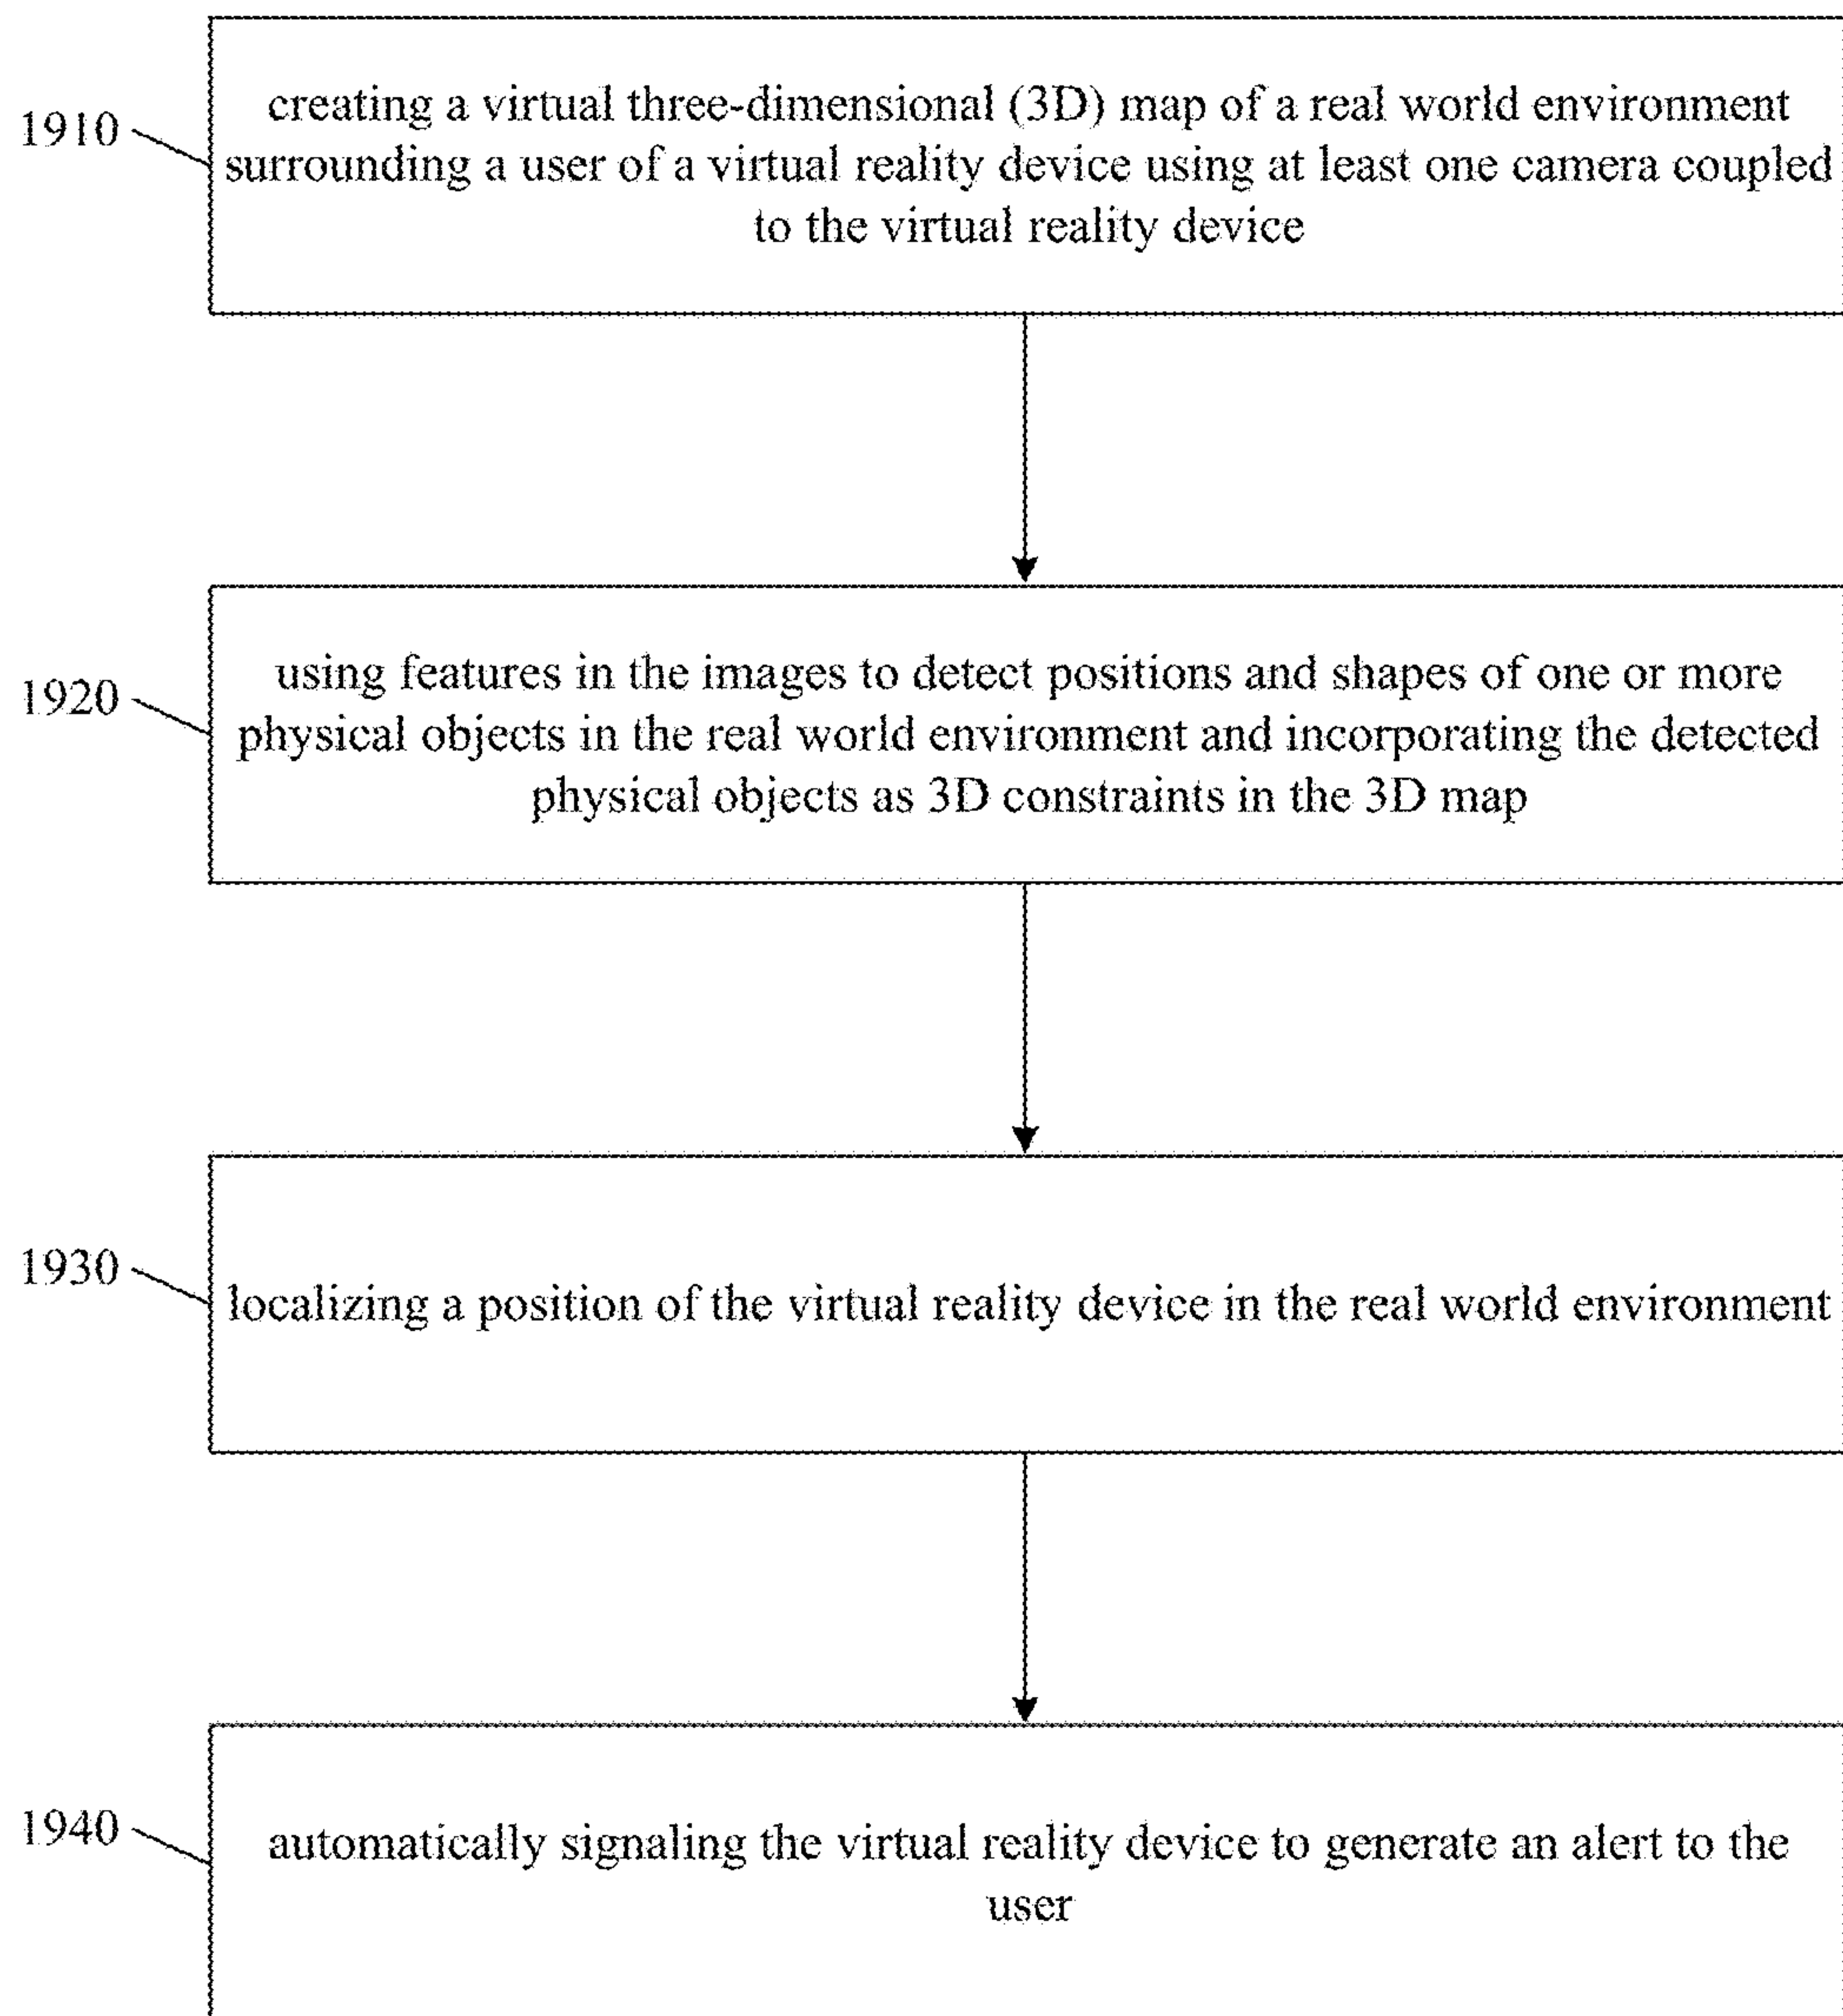 1910
creating a virtual three-dimensional (3D) map of a real world environment
surrounding a user of a virtual reality device using at least one camera coupled
to the virtual reality device
1920
using features in the images to detect positions and shapes of one or more
physical objects in the real world environment and incorporating the detected
physical objects as 3D constraints in the 3D map
1930
localizing a position of the virtual reality device in the real world environment
1940
automatically signaling the virtual reality device to generate an alert to the
user